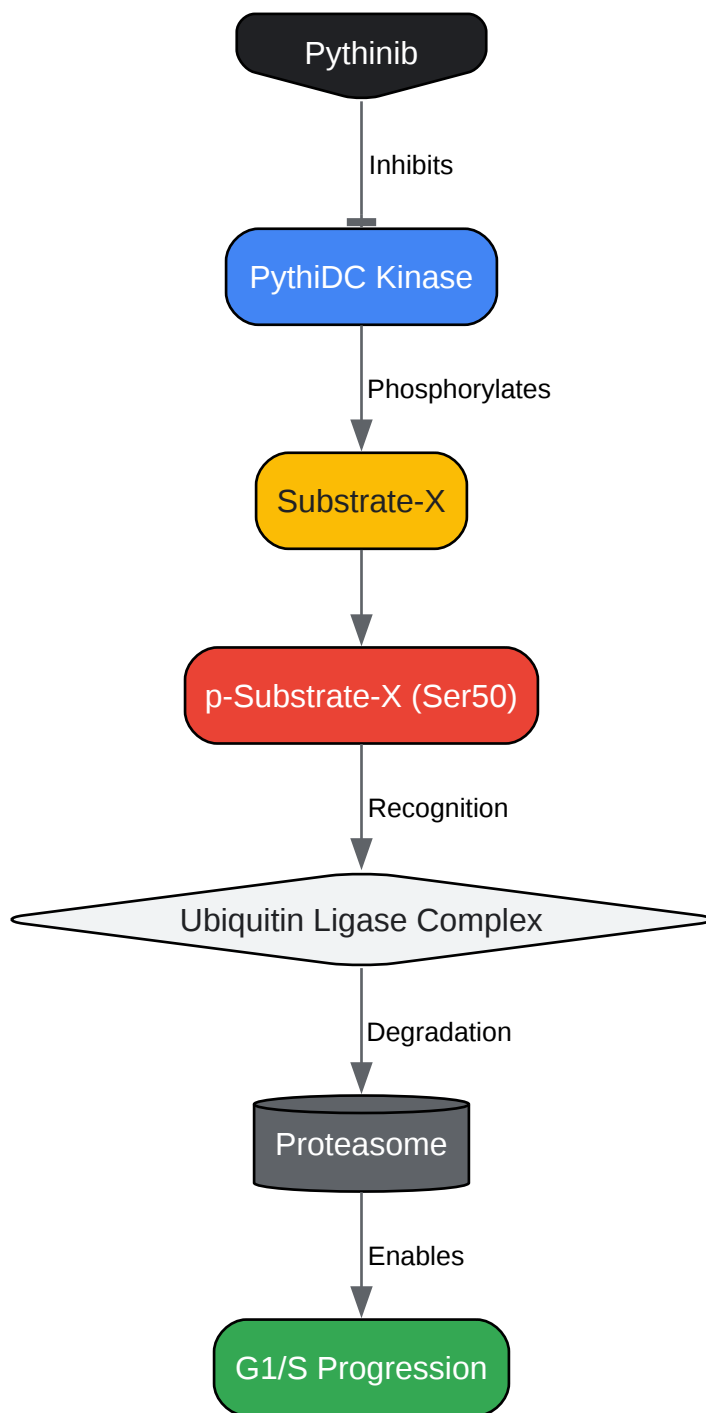 Pythinib
Inhibits
PythiDC Kinase
Phosphorylates
Substrate-X
p-Substrate-X (Ser50)
Recognition
Ubiquitin Ligase Complex
Degradation
Proteasome
Enables
G1/S Progression